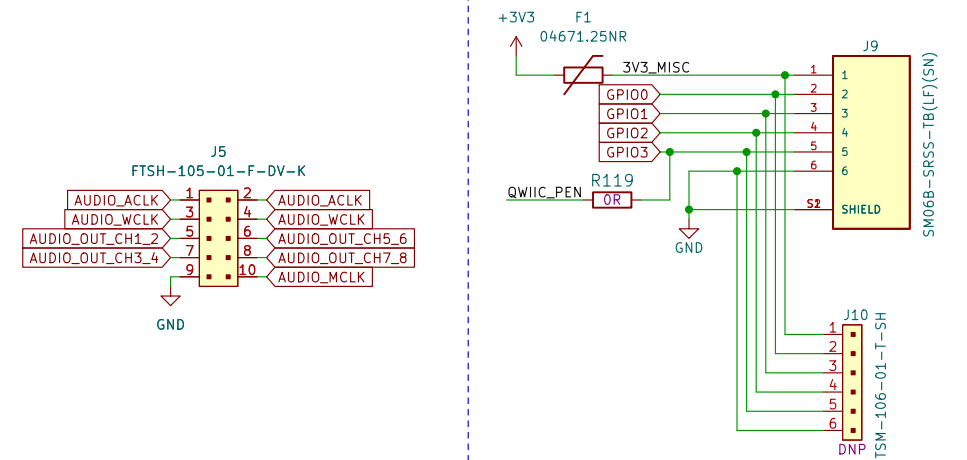 J5
FTSH-105-01-F-DV-K
AUDIO_ACLK 1 2 AUDIO_ACLK
AUDIO_WCLK 3 4 AUDIO_WCLK
AUDIO_OUT_CH1_2 5 6 AUDIO_OUT_CH5_6
AUDIO_OUT_CH3_4 7 8 AUDIO_OUT_CH7_8
9 10 AUDIO_MCLK
GND
+3V3 F1
04671.25NR
J9
3V3_MISC 1 1
GPIO0 2 2
GPIO1 3 3
GPIO2 4 4
GPIO3 5 5
6 6
R119
QWIIC_PEN 0R
SHIELD
GND
SM06B-SRSS-TB(LF)(SN)
J10
1
2
3
4
5
6
DNP
TSM-106-01-T-SH